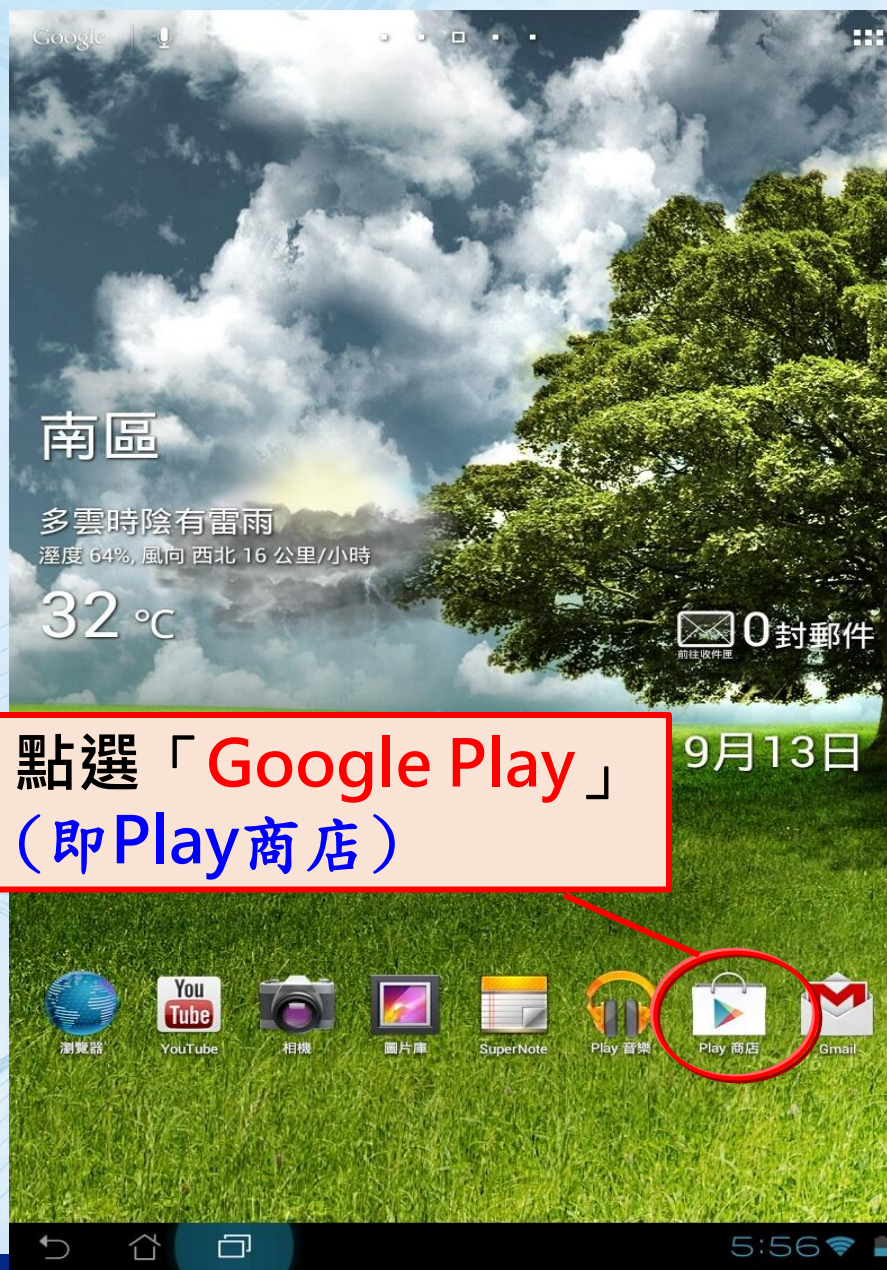 Google
南區
多雲時陰有雷雨
溼度 64%, 風向 西北 16 公里/小時
32 ℃
0封郵件
前往收件匣
9月13日
點選「Google Play」
（即Play商店）
You
Tube
瀏覽器
YouTube
相機
圖片庫
SuperNote
Play 音樂
Play 商店
Gmail
5:56